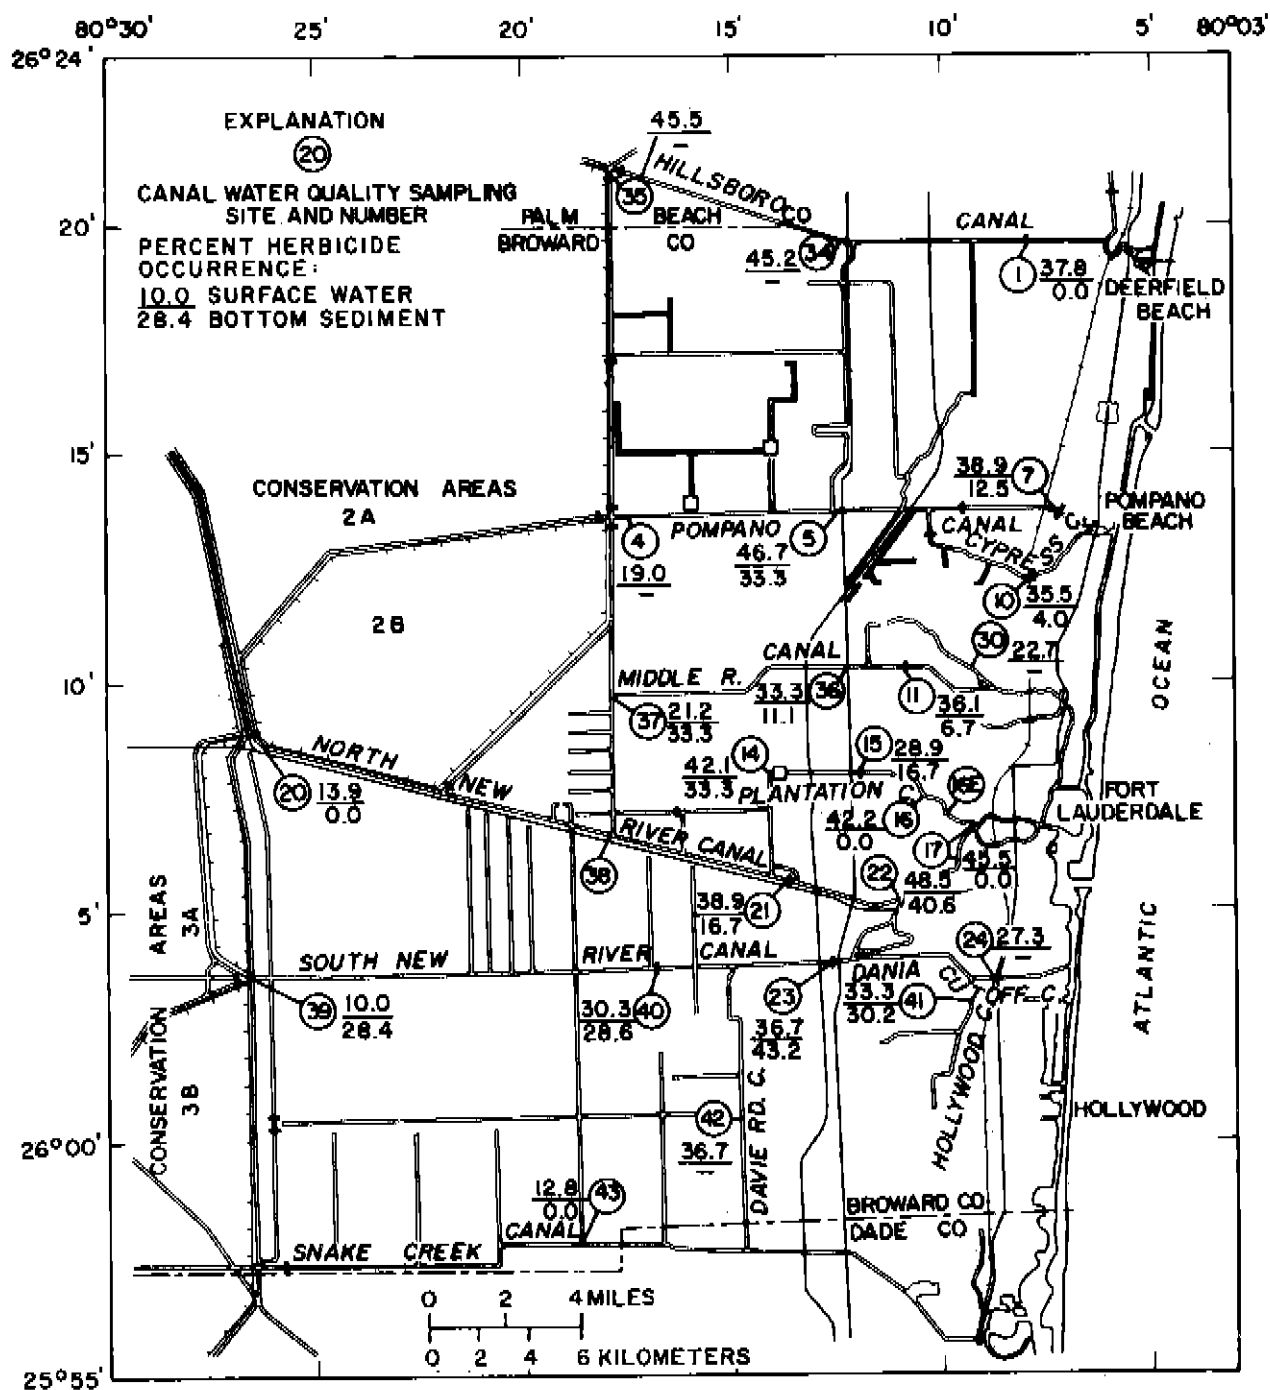 80°30' 25' 20' 15' 10' 5' 80°03'
26°24'
EXPLANATION
20
CANAL WATER QUALITY SAMPLING
SITE AND NUMBER
PERCENT HERBICIDE
OCCURRENCE:
10.0 SURFACE WATER
28.4 BOTTOM SEDIMENT
45.5
–
35
HILLSBORO CANAL
PALM BEACH CO
BROWARD CO
20'
34
45.2
–
1
37.8
0.0
DEERFIELD
BEACH
15'
CONSERVATION AREAS
2A
38.9
12.5
7
POMPANO
BEACH
POMPANO CANAL
4
19.0
–
5
46.7
33.3
CYPRESS CR.
10
35.5
4.0
2B
30
22.7
–
10'
MIDDLE R. CANAL
36
33.3
11.1
11
36.1
6.7
37
21.2
33.3
14
42.1
33.3
15
28.9
16.7
PLANTATION C.
16E
16
42.2
0.0
17
45.5
0.0
FORT
LAUDERDALE
NORTH NEW RIVER CANAL
20
13.9
0.0
38
22
48.5
40.6
38.9
16.7
21
5'
AREAS
3A
SOUTH NEW RIVER CANAL
24
27.3
–
DANIA CUTOFF C.
39
10.0
28.4
30.3
28.6
40
23
36.7
43.2
33.3
30.2
41
CONSERVATION
3B
HOLLYWOOD C.
DAVIE RD. C.
HOLLYWOOD
26°00'
42
36.7
–
12.8
0.0
43
BROWARD CO
DADE CO
SNAKE CREEK CANAL
ATLANTIC OCEAN
0 2 4 MILES
0 2 4 6 KILOMETERS
25°55'